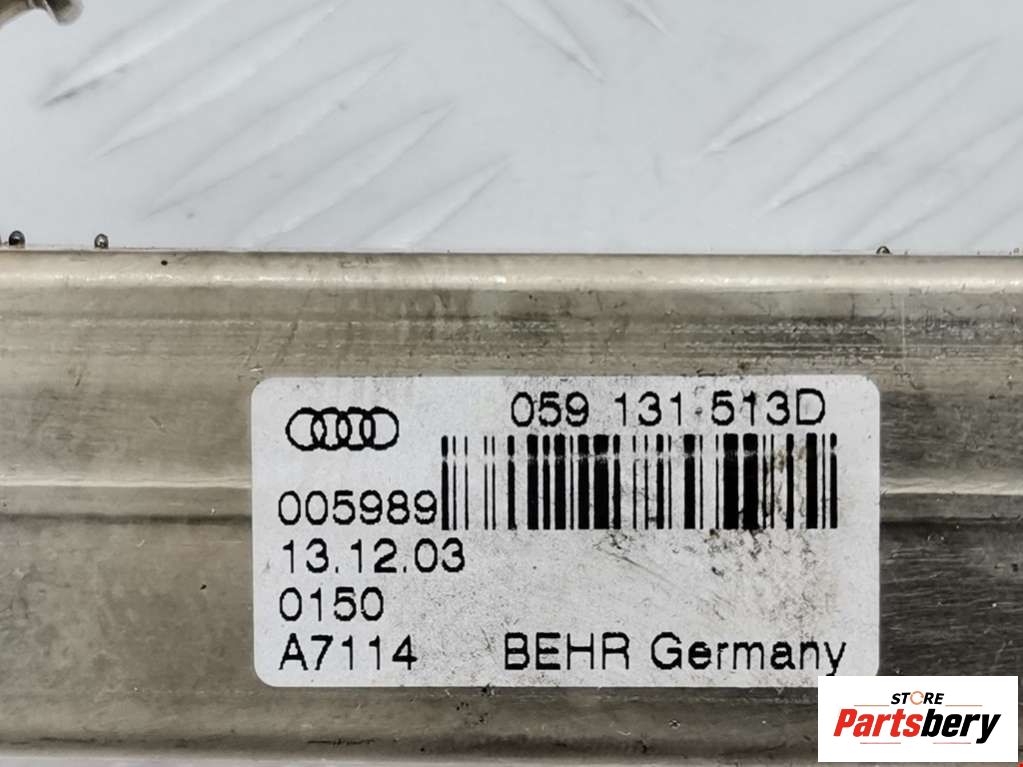 059 131 513D
005989
13.12.03
0150
A7114 BEHR Germany
STORE
Partsbery